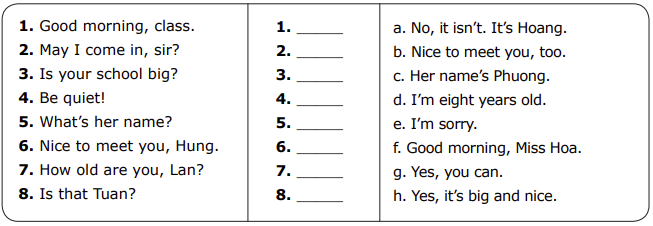 1. Good morning, class.
2. May I come in, sir?
3. Is your school big?
4. Be quiet!
5. What's her name?
6. Nice to meet you, Hung.
7. How old are you, Lan?
8. Is that Tuan?
1. ______
2. ______
3. ______
4. ______
5. ______
6. ______
7. ______
8. ______
a. No, it isn't. It's Hoang.
b. Nice to meet you, too.
c. Her name's Phuong.
d. I'm eight years old.
e. I'm sorry.
f. Good morning, Miss Hoa.
g. Yes, you can.
h. Yes, it's big and nice.